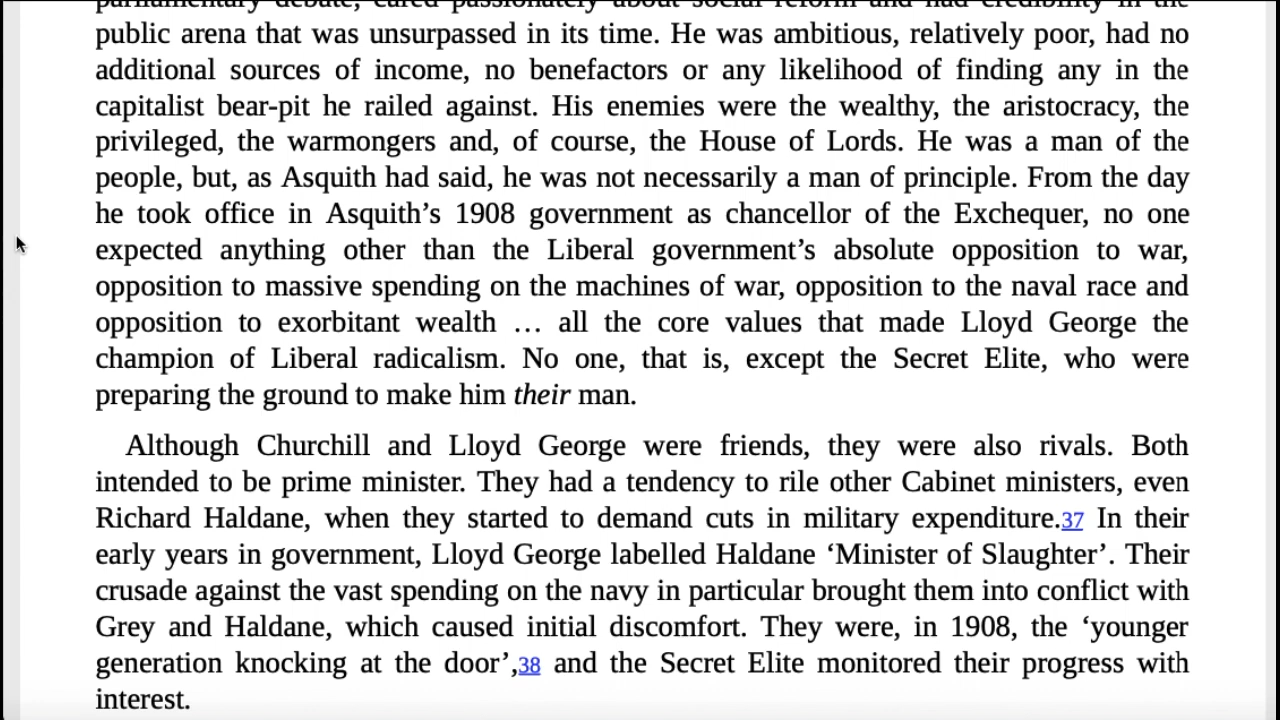 parliamentary debate, cared passionately about social reform and had credibility in the
public arena that was unsurpassed in its time. He was ambitious, relatively poor, had no
additional sources of income, no benefactors or any likelihood of finding any in the
capitalist bear-pit he railed against. His enemies were the wealthy, the aristocracy, the
privileged, the warmongers and, of course, the House of Lords. He was a man of the
people, but, as Asquith had said, he was not necessarily a man of principle. From the day
he took office in Asquith’s 1908 government as chancellor of the Exchequer, no one
expected anything other than the Liberal government’s absolute opposition to war,
opposition to massive spending on the machines of war, opposition to the naval race and
opposition to exorbitant wealth … all the core values that made Lloyd George the
champion of Liberal radicalism. No one, that is, except the Secret Elite, who were
preparing the ground to make him their man.
Although Churchill and Lloyd George were friends, they were also rivals. Both
intended to be prime minister. They had a tendency to rile other Cabinet ministers, even
Richard Haldane, when they started to demand cuts in military expenditure.37 In their
early years in government, Lloyd George labelled Haldane ‘Minister of Slaughter’. Their
crusade against the vast spending on the navy in particular brought them into conflict with
Grey and Haldane, which caused initial discomfort. They were, in 1908, the ‘younger
generation knocking at the door’,38 and the Secret Elite monitored their progress with
interest.